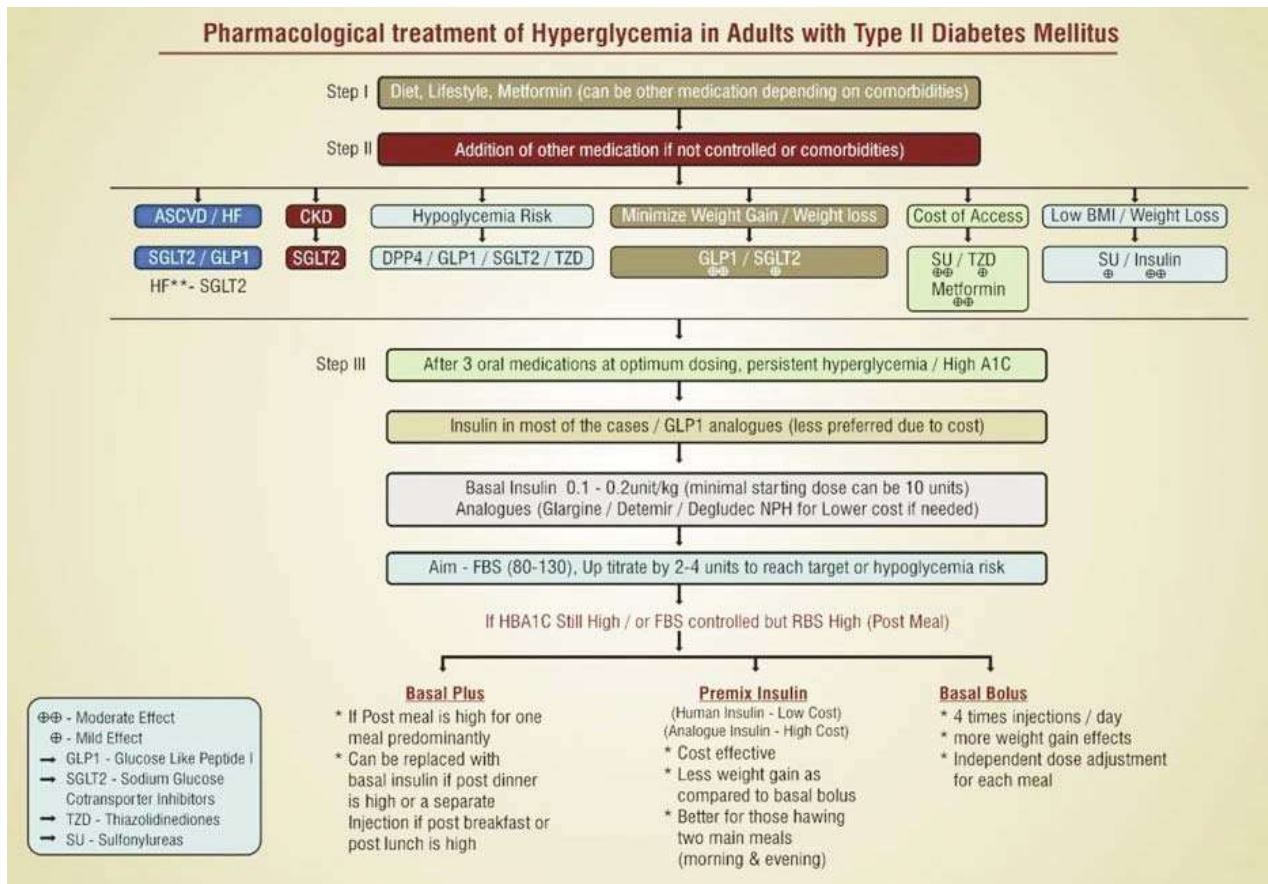 Pharmacological treatment of Hyperglycemia in Adults with Type II Diabetes Mellitus
Step I
Diet, Lifestyle, Metformin (can be other medication depending on comorbidities)
Step II
Addition of other medication if not controlled or comorbidities)
ASCVD / HF
SGLT2 / GLP1
HF**- SGLT2
CKD
SGLT2
Hypoglycemia Risk
DPP4 / GLP1 / SGLT2 / TZD
Minimize Weight Gain / Weight loss
GLP1 / SGLT2
⊕⊕ ⊕
Cost of Access
SU / TZD
⊕⊕ ⊕
Metformin
⊕⊕
Low BMI / Weight Loss
SU / Insulin
⊕ ⊕⊕
Step III
After 3 oral medications at optimum dosing, persistent hyperglycemia / High A1C
Insulin in most of the cases / GLP1 analogues (less preferred due to cost)
Basal Insulin 0.1 - 0.2unit/kg (minimal starting dose can be 10 units)
Analogues (Glargine / Detemir / Degludec NPH for Lower cost if needed)
Aim - FBS (80-130), Up titrate by 2-4 units to reach target or hypoglycemia risk
If HBA1C Still High / or FBS controlled but RBS High (Post Meal)
Basal Plus
* If Post meal is high for one
meal predominantly
* Can be replaced with
basal insulin if post dinner
is high or a separate
Injection if post breakfast or
post lunch is high
Premix Insulin
(Human Insulin - Low Cost)
(Analogue Insulin - High Cost)
* Cost effective
* Less weight gain as
compared to basal bolus
* Better for those hawing
two main meals
(morning & evening)
Basal Bolus
* 4 times injections / day
* more weight gain effects
* Independent dose adjustment
for each meal
⊕⊕ - Moderate Effect
⊕ - Mild Effect
→ GLP1 - Glucose Like Peptide I
→ SGLT2 - Sodium Glucose
Cotransporter Inhibitors
→ TZD - Thiazolidinediones
→ SU - Sulfonylureas